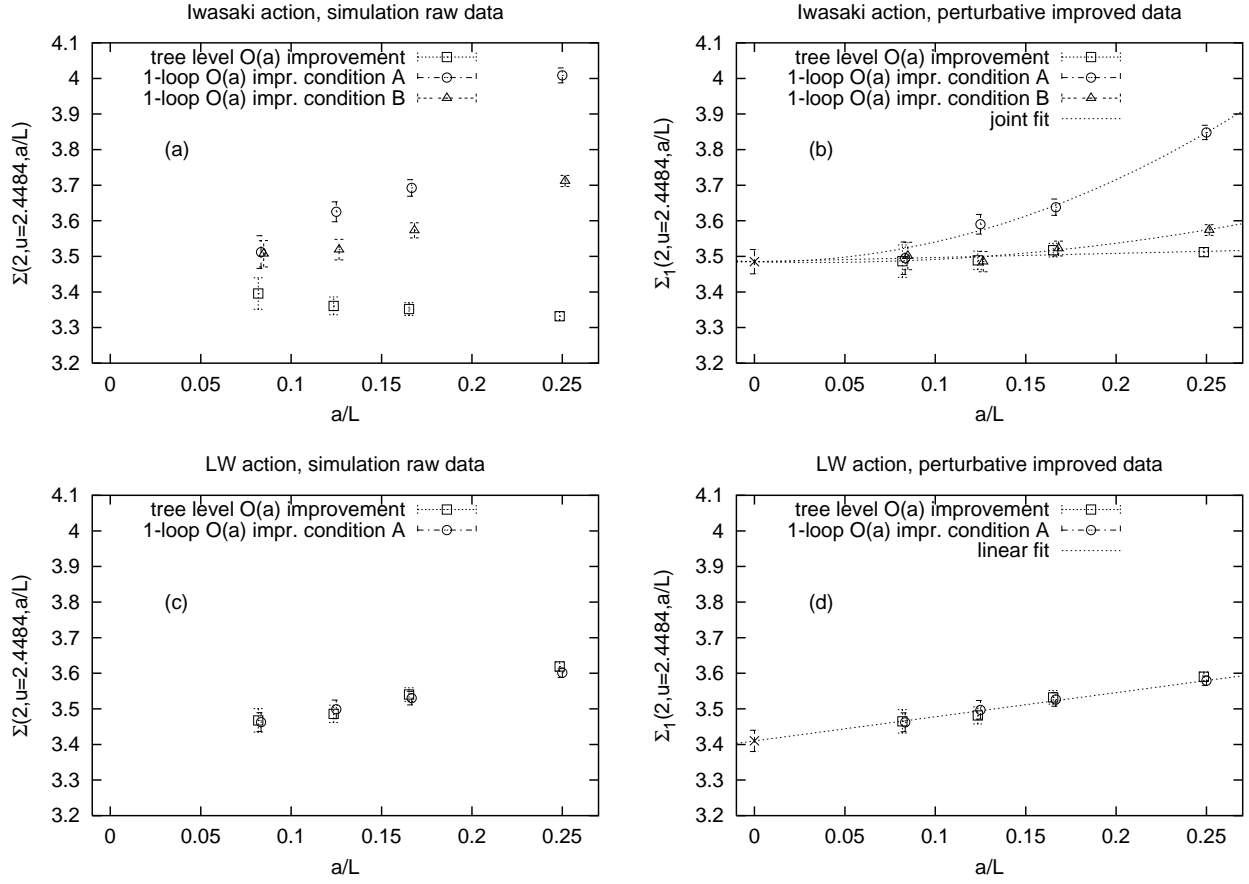 Iwasaki action, simulation raw data
4.1
4
3.9
3.8
3.7
3.6
3.5
3.4
3.3
3.2
Σ(2,u=2.4484,a/L)
tree level O(a) improvement
1-loop O(a) impr. condition A
1-loop O(a) impr. condition B
(a)
0 0.05 0.1 0.15 0.2 0.25
a/L
Iwasaki action, perturbative improved data
4.1
4
3.9
3.8
3.7
3.6
3.5
3.4
3.3
3.2
Σ1(2,u=2.4484,a/L)
tree level O(a) improvement
1-loop O(a) impr. condition A
1-loop O(a) impr. condition B
joint fit
(b)
0 0.05 0.1 0.15 0.2 0.25
a/L
LW action, simulation raw data
4.1
4
3.9
3.8
3.7
3.6
3.5
3.4
3.3
3.2
Σ(2,u=2.4484,a/L)
tree level O(a) improvement
1-loop O(a) impr. condition A
(c)
0 0.05 0.1 0.15 0.2 0.25
a/L
LW action, perturbative improved data
4.1
4
3.9
3.8
3.7
3.6
3.5
3.4
3.3
3.2
Σ1(2,u=2.4484,a/L)
tree level O(a) improvement
1-loop O(a) impr. condition A
linear fit
(d)
0 0.05 0.1 0.15 0.2 0.25
a/L